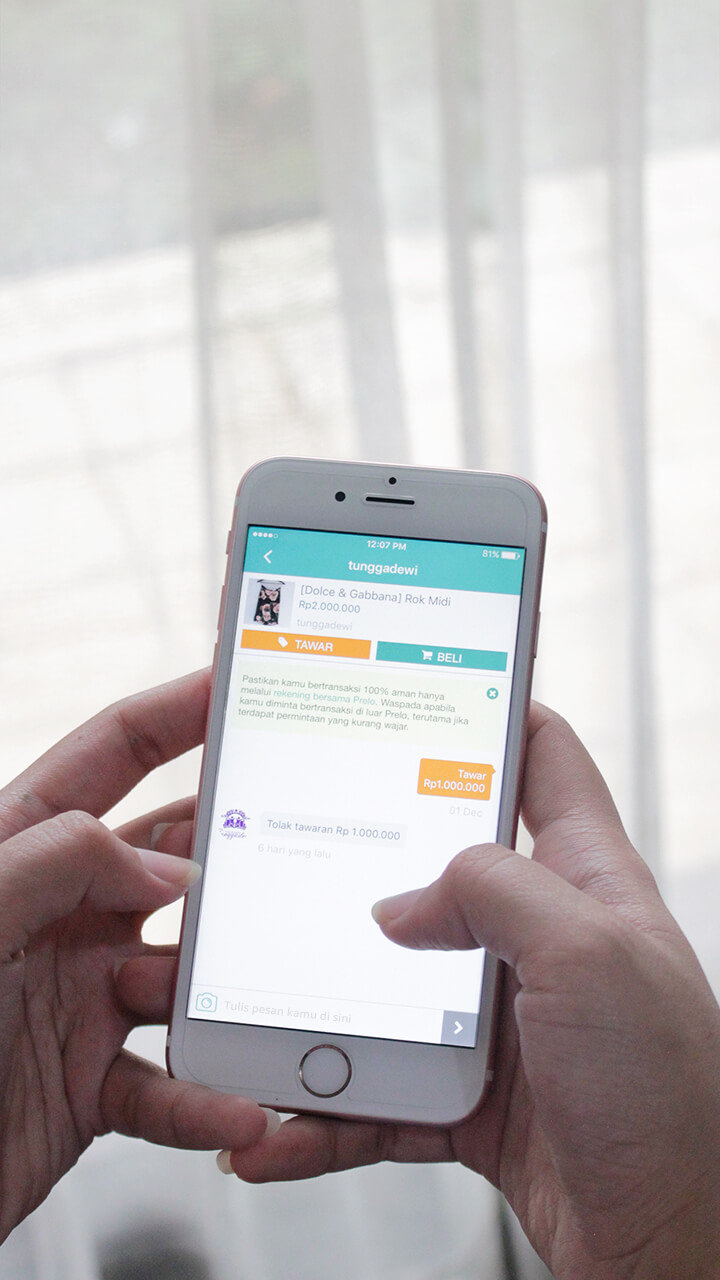 12:07 PM
81%
tunggadewi
[Dolce & Gabbana] Rok Midi
Rp2.000.000
tunggadewi
TAWAR
BELI
Pastikan kamu bertransaksi 100% aman hanya
melalui rekening bersama Prelo. Waspada apabila
kamu diminta bertransaksi di luar Prelo, terutama jika
terdapat permintaan yang kurang wajar.
Tawar
Rp1.000.000
01 Dec
Tolak tawaran Rp 1.000.000
6 hari yang lalu
Tulis pesan kamu di sini